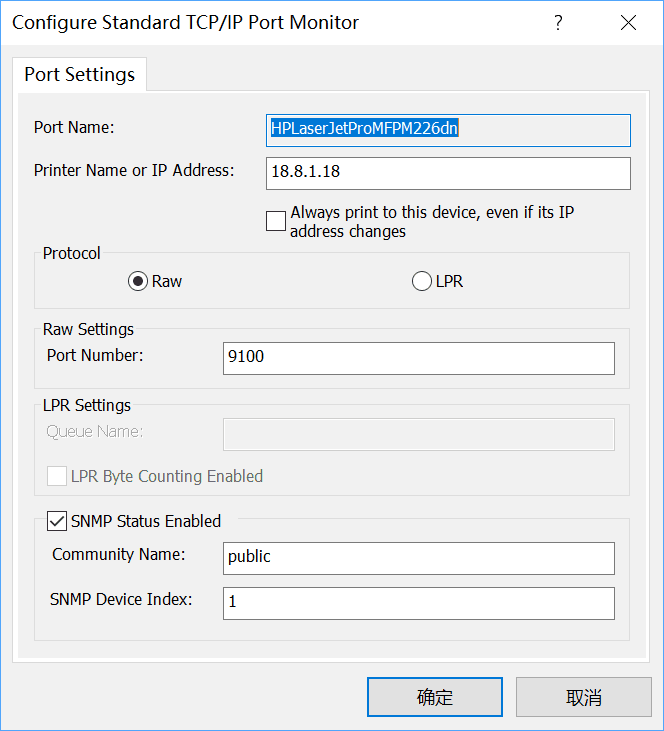 Configure Standard TCP/IP Port Monitor
?
Port Settings
Port Name:
HPLaserJetProMFPM226dn
Printer Name or IP Address:
18.8.1.18
Always print to this device, even if its IP
address changes
Protocol
Raw
LPR
Raw Settings
Port Number:
9100
LPR Settings
Queue Name:
LPR Byte Counting Enabled
SNMP Status Enabled
Community Name:
public
SNMP Device Index:
1
确定
取消